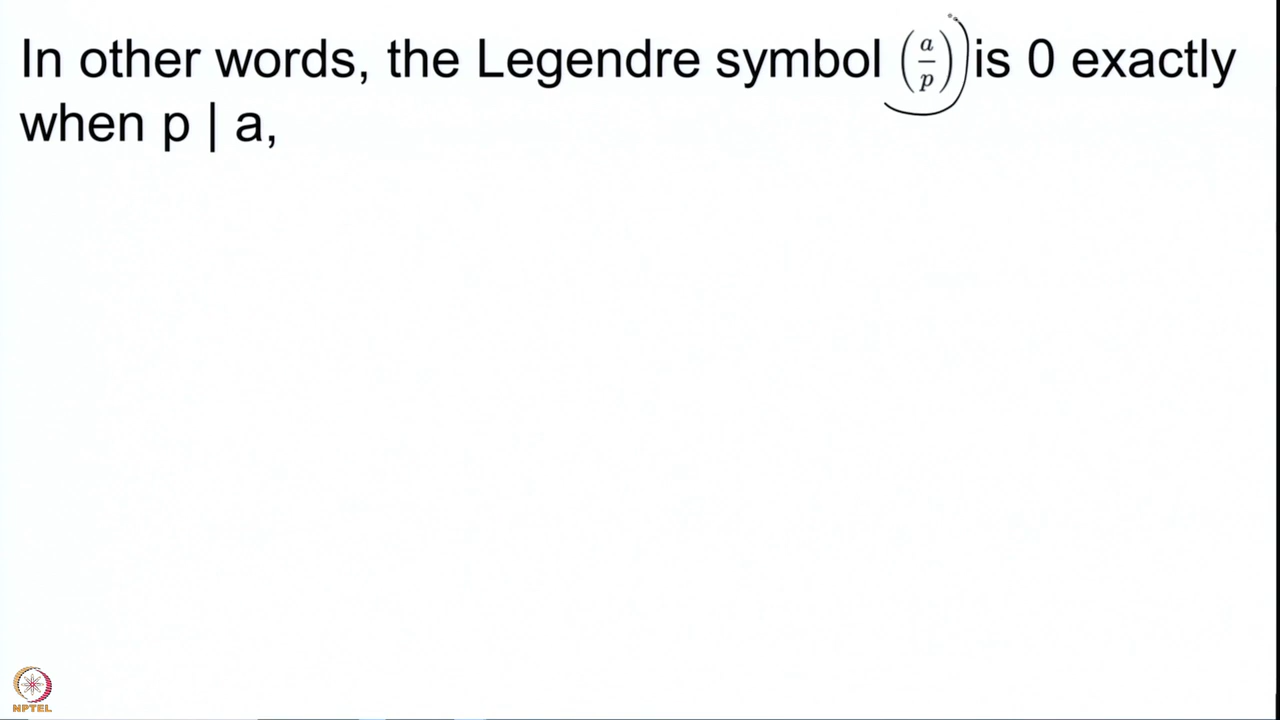 In other words, the Legendre symbol (a/p) is 0 exactly
when p | a,
NPTEL